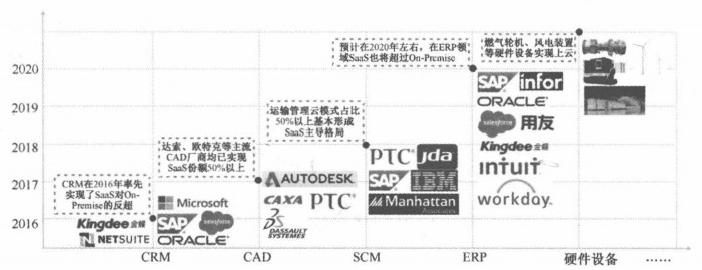 预计在2020年左右，在ERP领
域SaaS也将超过On-Premise
燃气轮机、风电装置
等硬件设备实现上云
2020
SAP infor
ORACLE
2019
salesforce 用友
运输管理云模式占比
50%以上基本形成
SaaS主导格局
达索、欧特克等主流
CAD厂商均已实现
SaaS份额50%以上
2018
Kingdee 金蝶
PTC jda
INTUIT
CRM在2016年率先
实现了SaaS对On-
Premise的反超
2017
AUTODESK
SAP IBM
workday
Microsoft
CAXA PTC
Manhattan
Associates
2016
Kingdee 金蝶
SAP salesforce
DASSAULT
SYSTEMES
NETSUITE
ORACLE
CRM CAD SCM ERP 硬件设备 ……